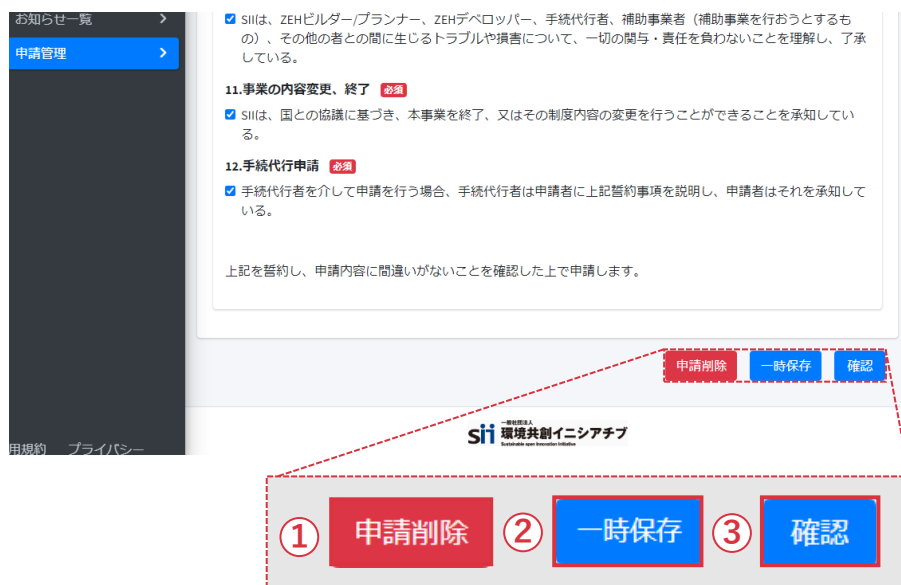 お知らせ一覧
申請管理
SIIは、ZEHビルダー/プランナー、ZEHデベロッパー、手続代行者、補助事業者（補助事業を行おうとするも
の）、その他の者との間に生じるトラブルや損害について、一切の関与・責任を負わないことを理解し、了承
している。
11.事業の内容変更、終了 必須
SIIは、国との協議に基づき、本事業を終了、又はその制度内容の変更を行うことができることを承知してい
る。
12.手続代行申請 必須
手続代行者を介して申請を行う場合、手続代行者は申請者に上記誓約事項を説明し、申請者はそれを承知して
いる。
上記を誓約し、申請内容に間違いがないことを確認した上で申請します。
申請削除 一時保存 確認
用規約 プライバシー
sii 一般社団法人 環境共創イニシアチブ
Sustainable open Innovation Initiative
① 申請削除 ② 一時保存 ③ 確認